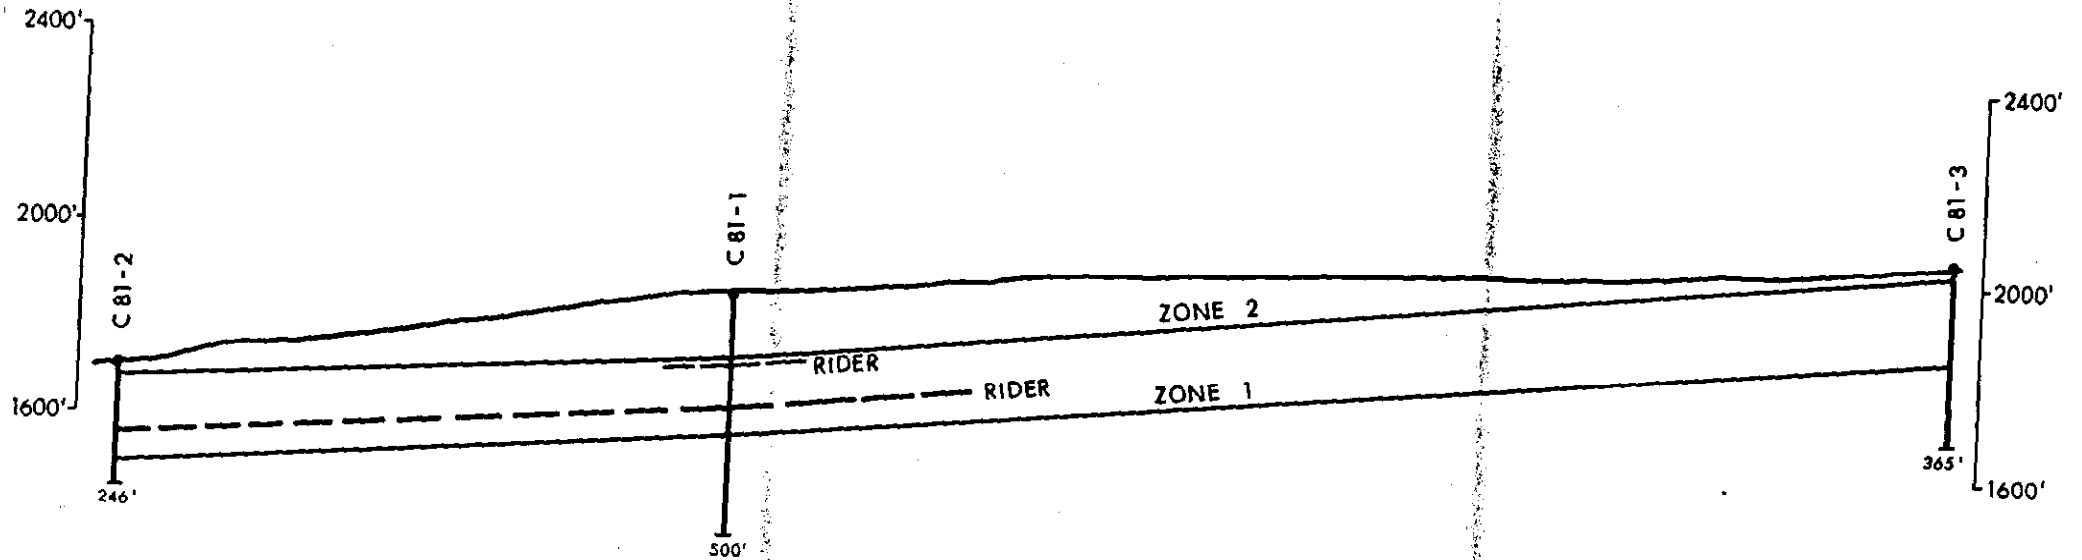 2400'
2400'
C 81-3
C 81-1
2000'
C 81-2
2000'
ZONE 2
RIDER
RIDER
ZONE 1
1600'
365'
1600'
246'
500'